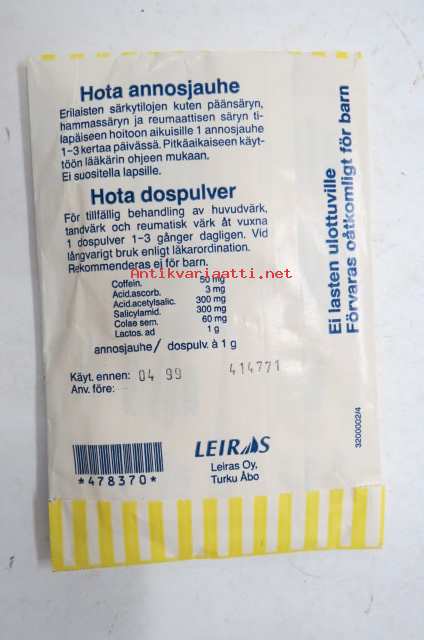 Hota annosjauhe
Erilaisten särkytilojen kuten päänsäryn,
hammassäryn ja reumaattisen säryn ti-
lapäiseen hoitoon aikuisille 1 annosjauhe
1–3 kertaa päivässä. Pitkäaikaiseen käyt-
töön lääkärin ohjeen mukaan.
Ei suositella lapsille.
Hota dospulver
För tillfällig behandling av huvudvärk,
tandvärk och reumatisk värk åt vuxna
1 dospulver 1–3 gånger dagligen. Vid
långvarigt bruk enligt läkarordination.
Rekommenderas ej för barn.
Antikvariaatti.net
Coffein. 50 mg
Acid.ascorb. 3 mg
Acid.acetylsalic. 300 mg
Salicylamid. 300 mg
Colae sem. 60 mg
Lactos. ad 1 g
annosjauhe/ dospulv. à 1 g
Käyt. ennen: 04 99 414771
Anv. före:
*478370*
LEIRAS
Leiras Oy,
Turku Åbo
Ei lasten ulottuville
Förvaras oåtkomligt för barn
3200002/4